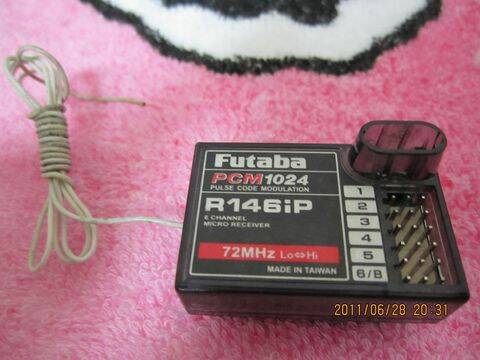 Futaba
PCM1024
PULSE CODE MODULATION
R146iP
6 CHANNEL
MICRO RECEIVER
72MHz Lo⇔Hi
MADE IN TAIWAN
1
2
3
4
5
6/B
2011/06/28 20:31